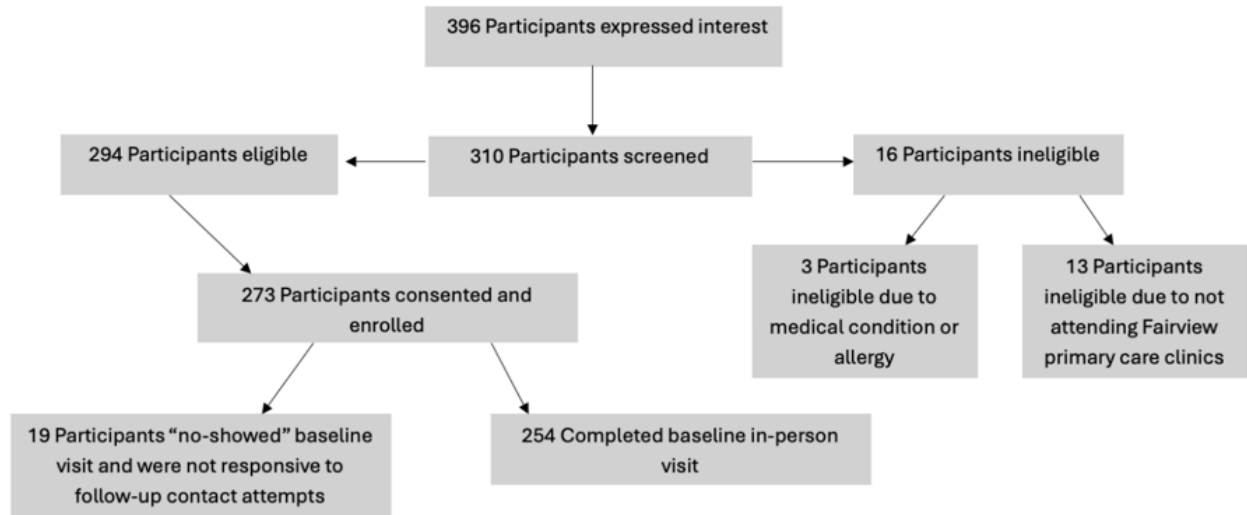 396 Participants expressed interest
294 Participants eligible
310 Participants screened
16 Participants ineligible
3 Participants
ineligible due to
medical condition or
allergy
13 Participants
ineligible due to not
attending Fairview
primary care clinics
273 Participants consented and
enrolled
19 Participants “no-showed” baseline
visit and were not responsive to
follow-up contact attempts
254 Completed baseline in-person
visit